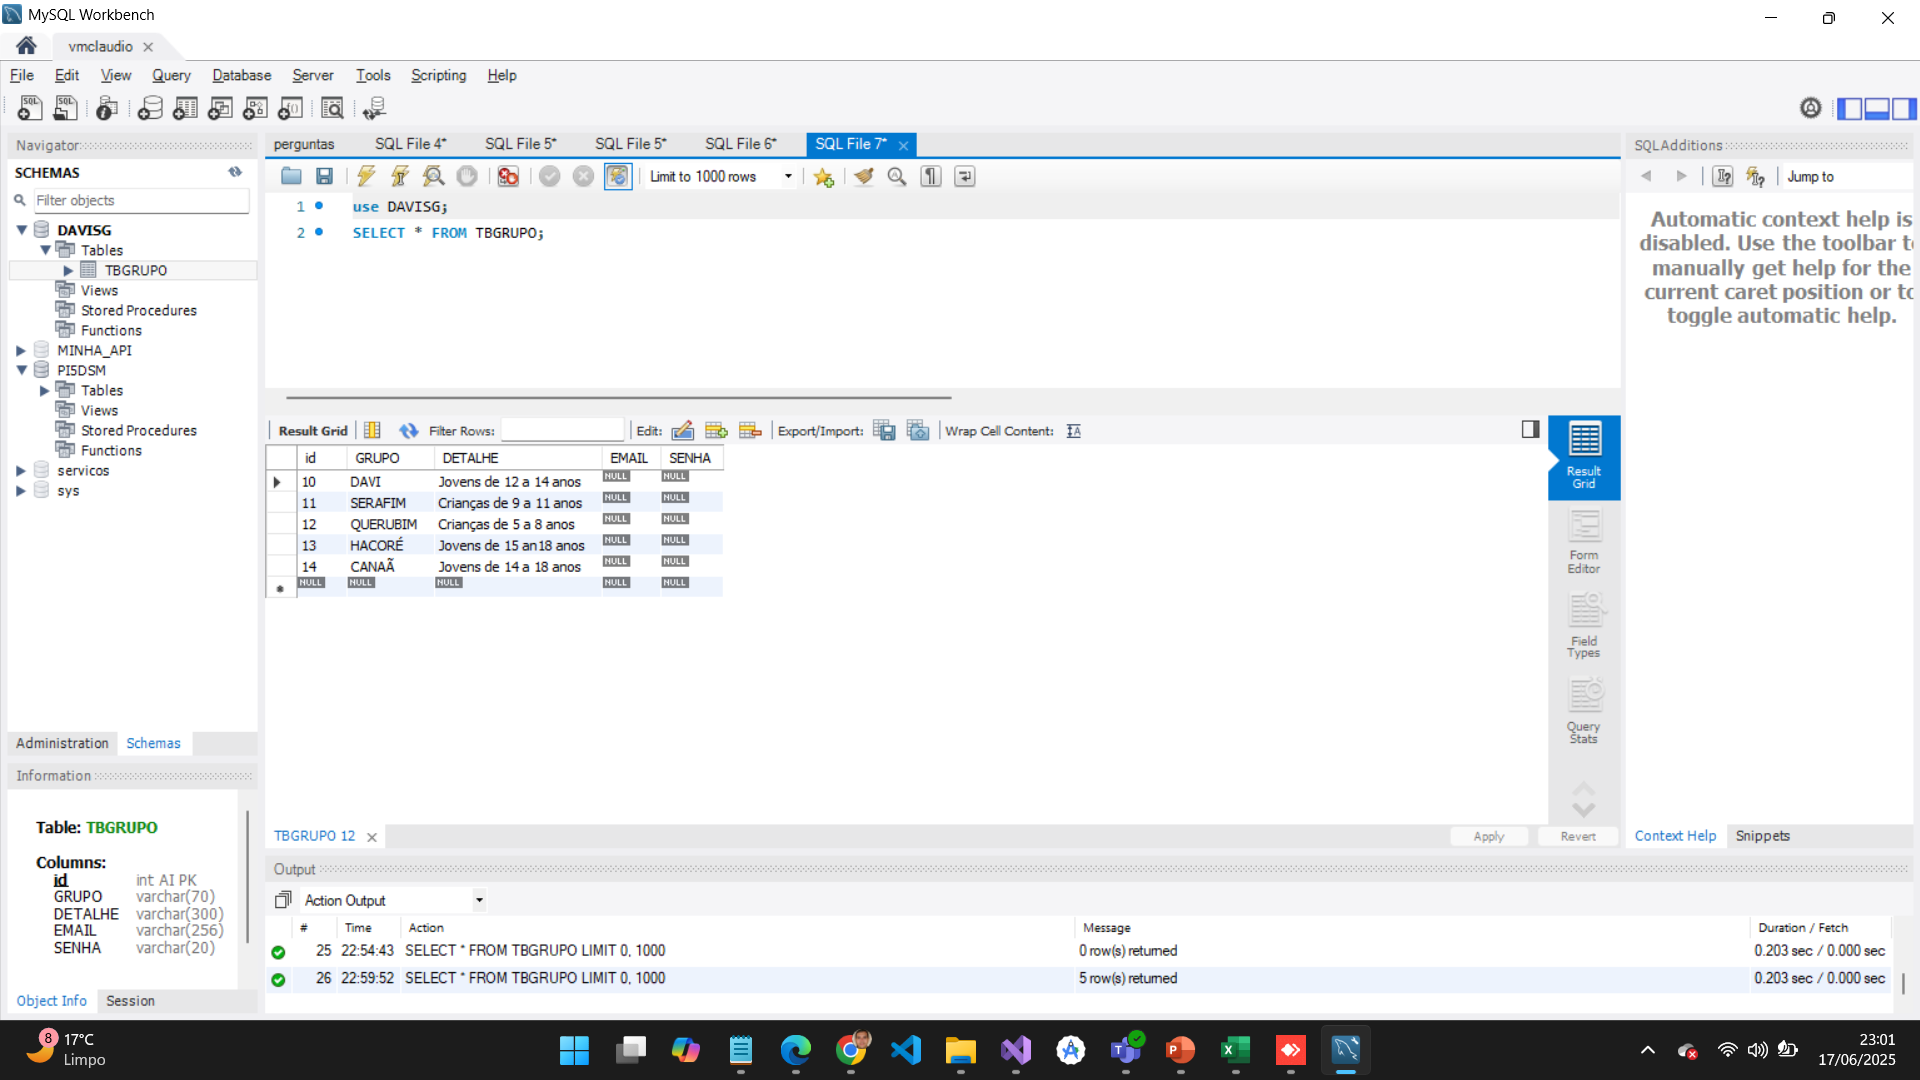 MySQL Workbench
vmclaudio
File Edit View Query Database Server Tools Scripting Help
Navigator
SCHEMAS
Filter objects
DAVISG
Tables
TBGRUPO
Views
Stored Procedures
Functions
MINHA_API
PI5DSM
Tables
Views
Stored Procedures
Functions
servicos
sys
Administration Schemas
Information
Table: TBGRUPO
Columns:
id int AI PK
GRUPO varchar(70)
DETALHE varchar(300)
EMAIL varchar(256)
SENHA varchar(20)
Object Info Session
perguntas SQL File 4* SQL File 5* SQL File 5* SQL File 6* SQL File 7*
Limit to 1000 rows
1 use DAVISG;
2 SELECT * FROM TBGRUPO;
Result Grid Filter Rows: Edit: Export/Import: Wrap Cell Content:
id GRUPO DETALHE EMAIL SENHA
10 DAVI Jovens de 12 a 14 anos NULL NULL
11 SERAFIM Crianças de 9 a 11 anos NULL NULL
12 QUERUBIM Crianças de 5 a 8 anos NULL NULL
13 HACORÉ Jovens de 15 an18 anos NULL NULL
14 CANAÃ Jovens de 14 a 18 anos NULL NULL
NULL NULL NULL NULL NULL
Result
Grid
Form
Editor
Field
Types
Query
Stats
TBGRUPO 12
Apply Revert
SQLAdditions
Jump to
Automatic context help is
disabled. Use the toolbar t
manually get help for the
current caret position or to
toggle automatic help.
Context Help Snippets
Output
Action Output
# Time Action Message Duration / Fetch
25 22:54:43 SELECT * FROM TBGRUPO LIMIT 0, 1000 0 row(s) returned 0.203 sec / 0.000 sec
26 22:59:52 SELECT * FROM TBGRUPO LIMIT 0, 1000 5 row(s) returned 0.203 sec / 0.000 sec
8
17°C
Limpo
23:01
17/06/2025